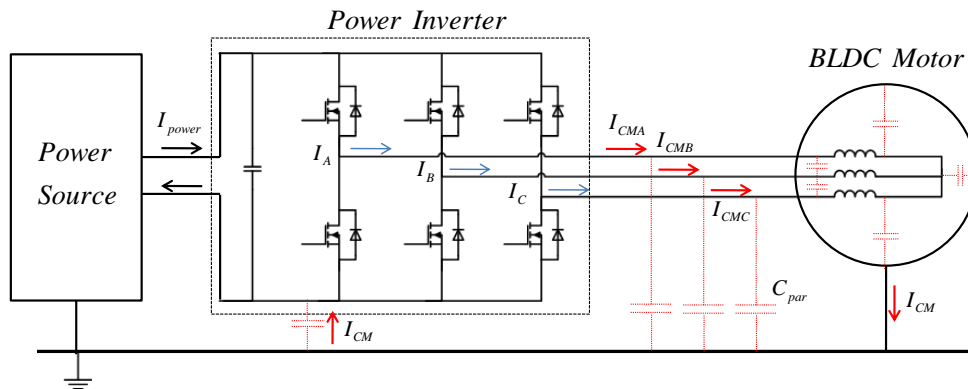 Power Inverter
BLDC Motor
I_power
Power
Source
I_A
I_B
I_C
I_CMA
I_CMB
I_CMC
C_par
I_CM
I_CM